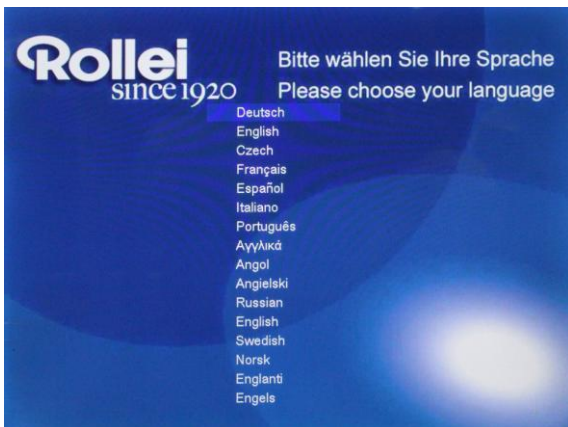 Rollei
since 1920
Bitte wählen Sie Ihre Sprache
Please choose your language
Deutsch
English
Czech
Français
Español
Italiano
Português
Αγγλικά
Angol
Angielski
Russian
English
Swedish
Norsk
Englanti
Engels